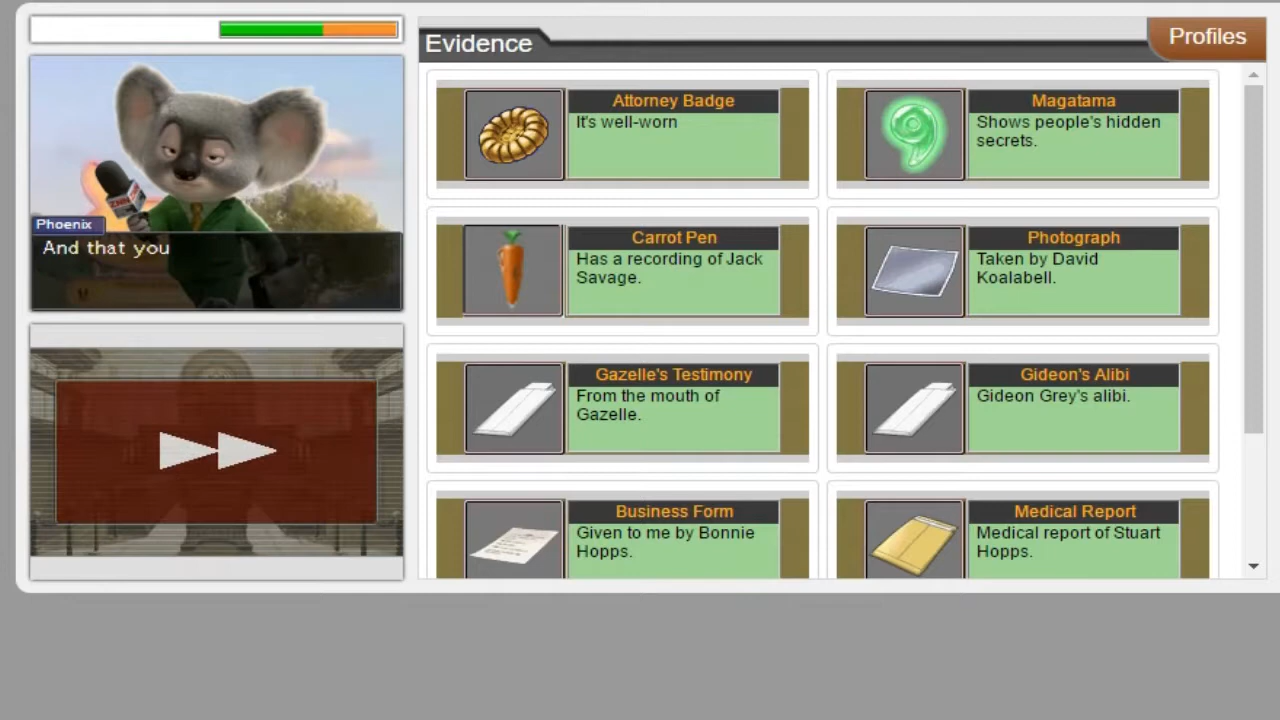 Evidence
Profiles
Attorney Badge
It's well-worn
Magatama
Shows people's hidden
secrets.
Phoenix
And that you
Carrot Pen
Has a recording of Jack
Savage.
Photograph
Taken by David
Koalabell.
Gazelle's Testimony
From the mouth of
Gazelle.
Gideon's Alibi
Gideon Grey's alibi.
Business Form
Given to me by Bonnie
Hopps.
Medical Report
Medical report of Stuart
Hopps.